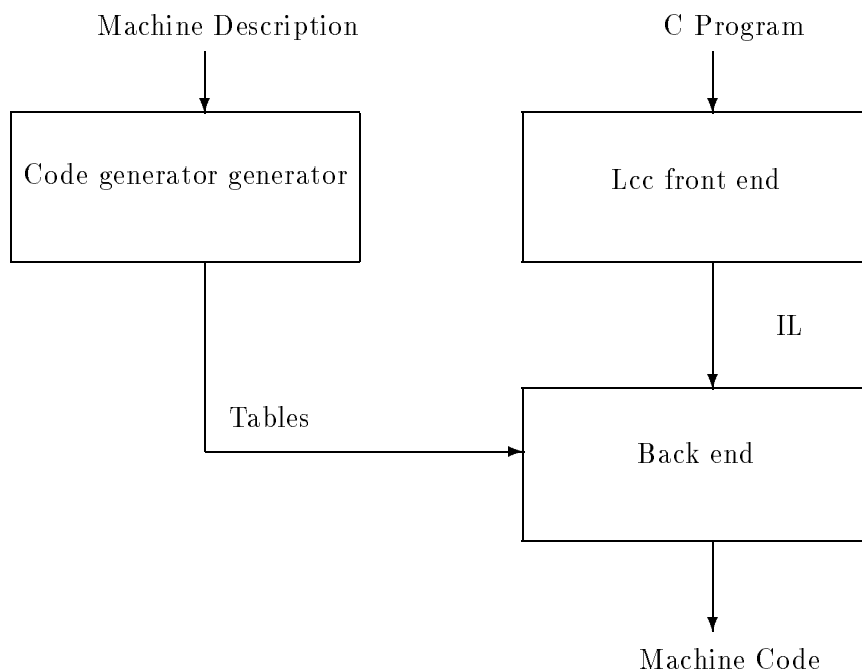 Machine Description
C Program
Code generator generator
Lcc front end
IL
Tables
Back end
Machine Code